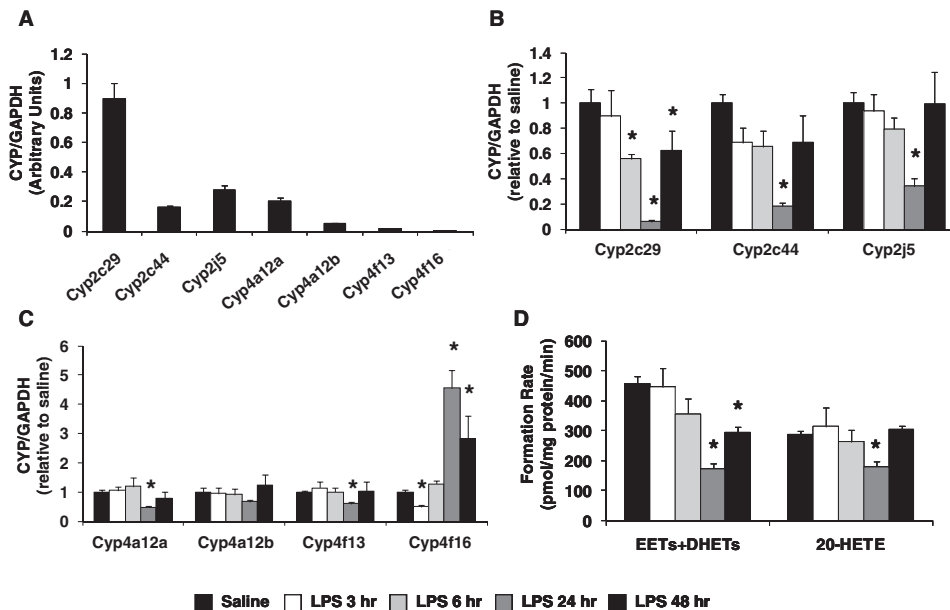 A
CYP/GAPDH
(Arbitrary Units)
1.2
1
0.8
0.6
0.4
0.2
0
Cyp2c29
Cyp2c44
Cyp2j5
Cyp4a12a
Cyp4a12b
Cyp4f13
Cyp4f16
B
CYP/GAPDH
(relative to saline)
1.4
1.2
1
0.8
0.6
0.4
0.2
0
* * * * *
Cyp2c29 Cyp2c44 Cyp2j5
C
CYP/GAPDH
(relative to saline)
6
5
4
3
2
1
0
* * * * *
Cyp4a12a Cyp4a12b Cyp4f13 Cyp4f16
D
Formation Rate
(pmol/mg protein/min)
600
500
400
300
200
100
0
* * *
EETs+DHETs 20-HETE
Saline LPS 3 hr LPS 6 hr LPS 24 hr LPS 48 hr